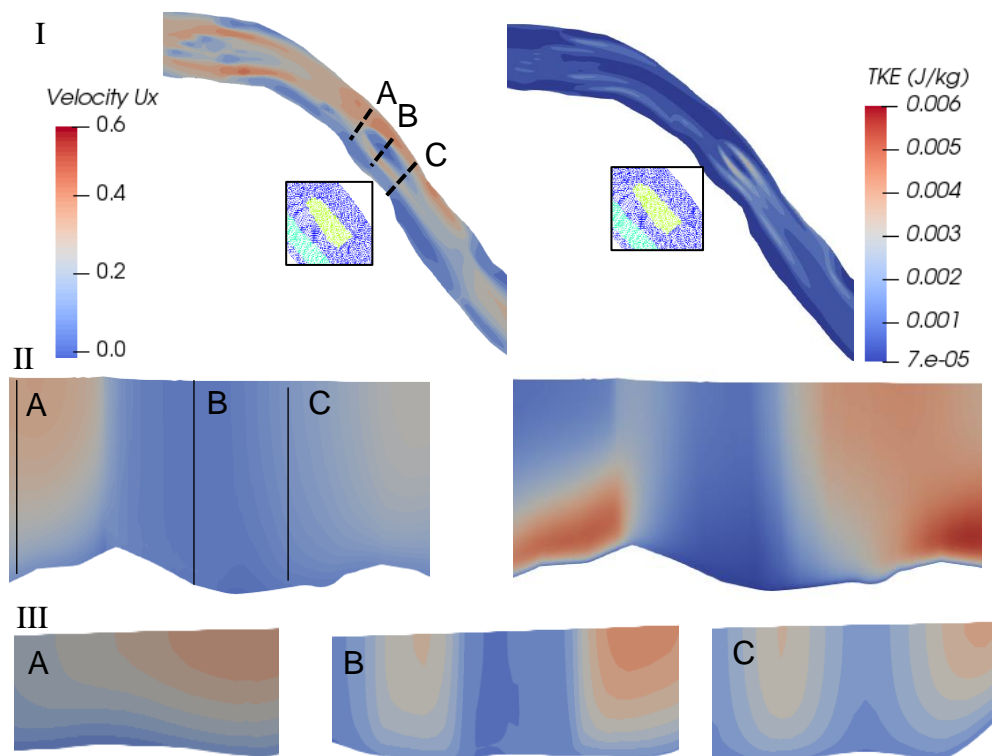 I
Velocity Ux
0.6
0.4
0.2
0.0
A
B
C
TKE (J/kg)
0.006
0.005
0.004
0.003
0.002
0.001
7.e-05
II
A
B
C
III
A
B
C